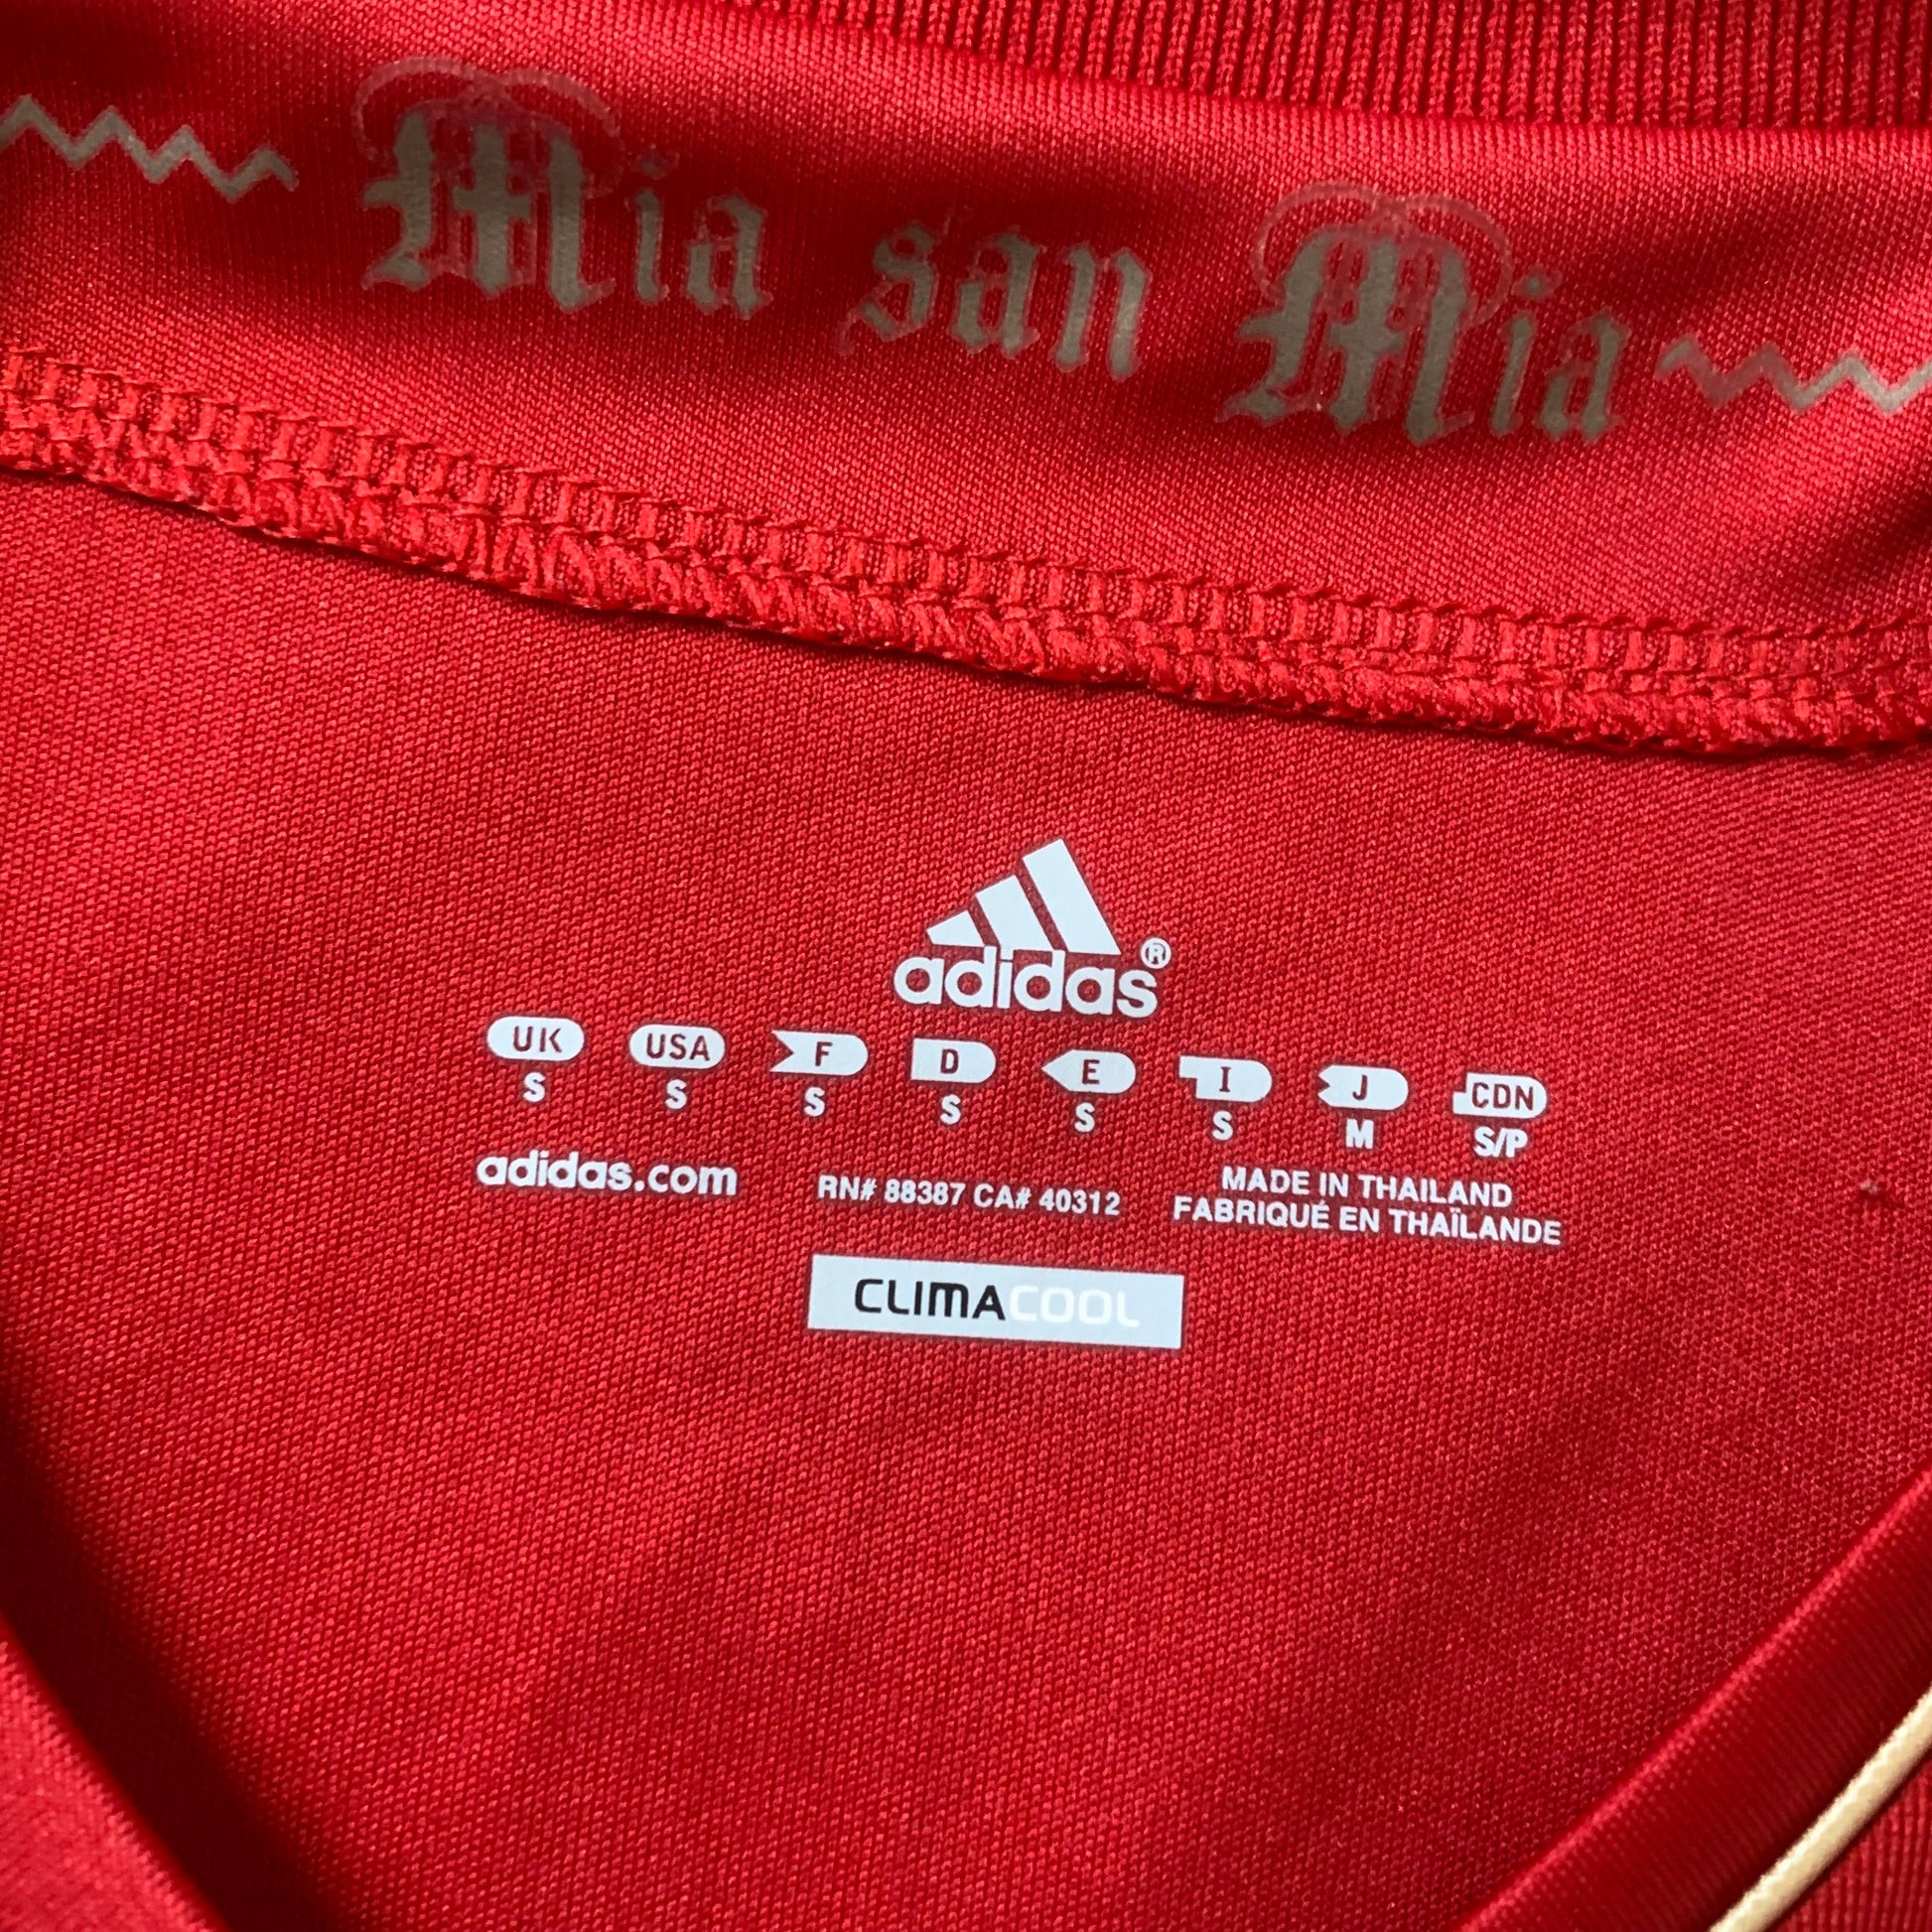 Mia san Mia
adidas®
UK USA F D E I J CDN
S S S S S S M S/P
adidas.com RN# 88387 CA# 40312 MADE IN THAILAND
FABRIQUÉ EN THAÏLANDE
CLIMACOOL